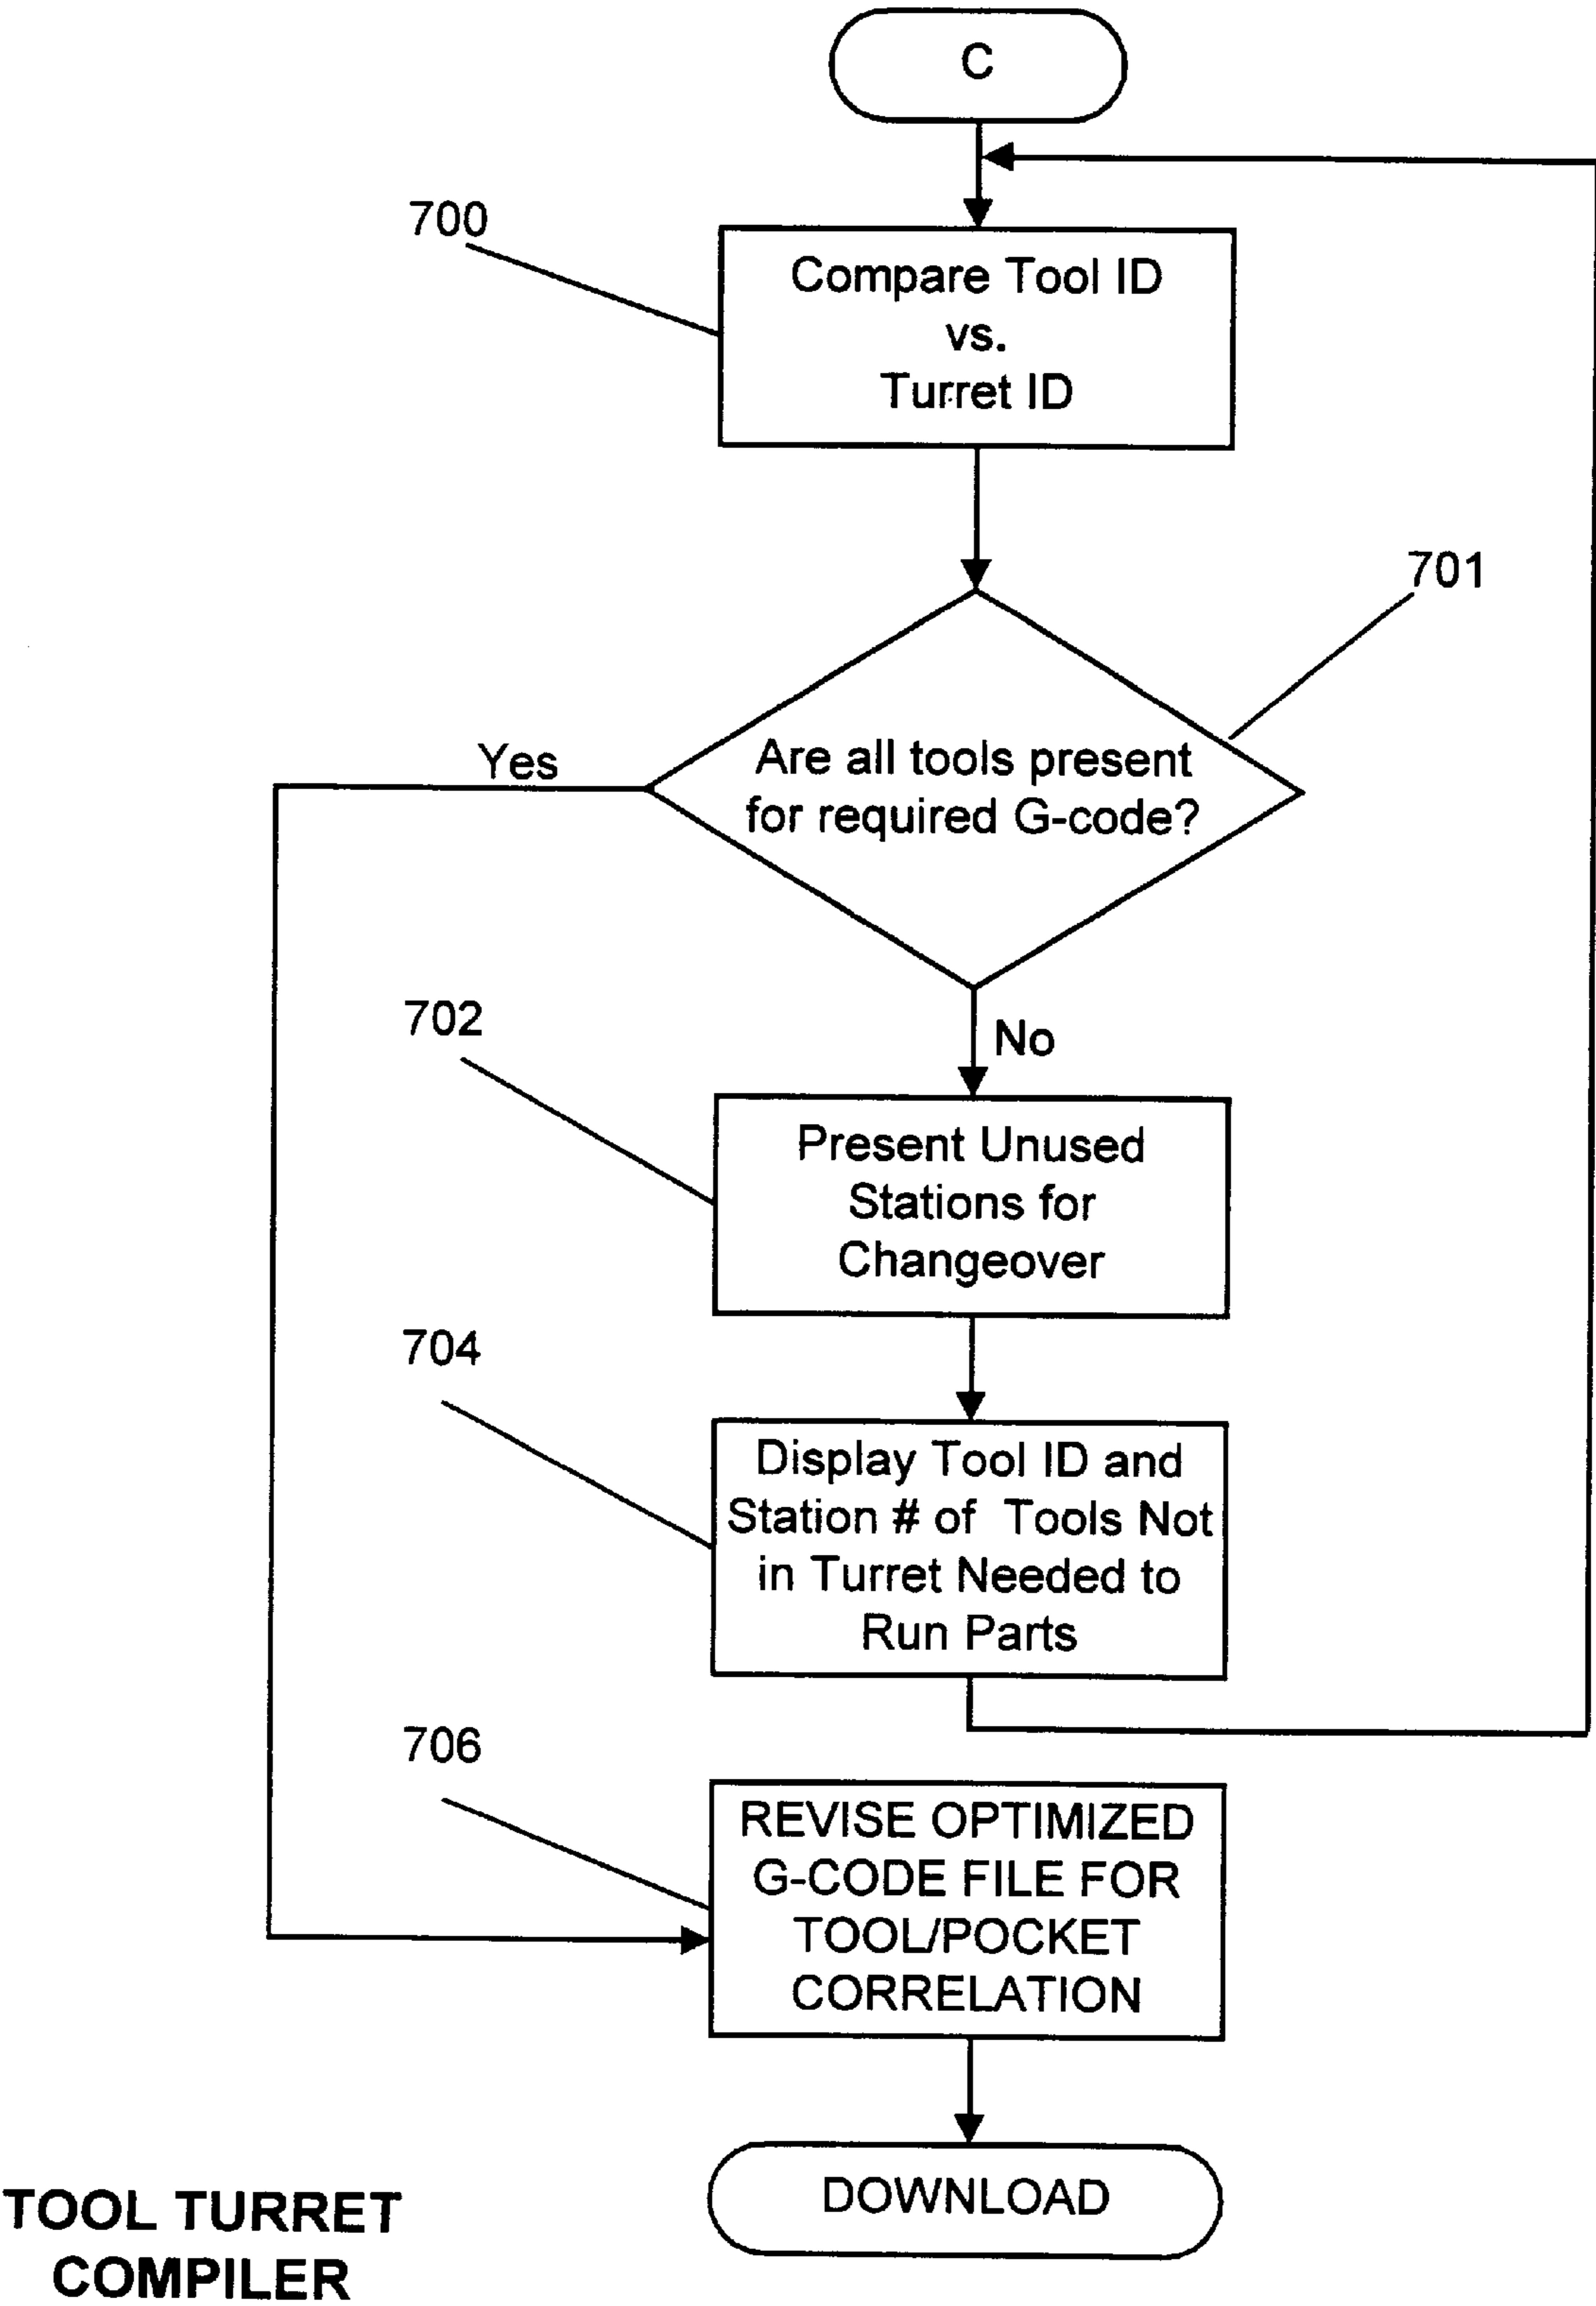 C
700
Compare Tool ID
vs.
Turret ID
701
Yes
Are all tools present
for required G-code?
702
No
Present Unused
Stations for
Changeover
704
Display Tool ID and
Station # of Tools Not
in Turret Needed to
Run Parts
706
REVISE OPTIMIZED
G-CODE FILE FOR
TOOL/POCKET
CORRELATION
DOWNLOAD
TOOL TURRET
COMPILER